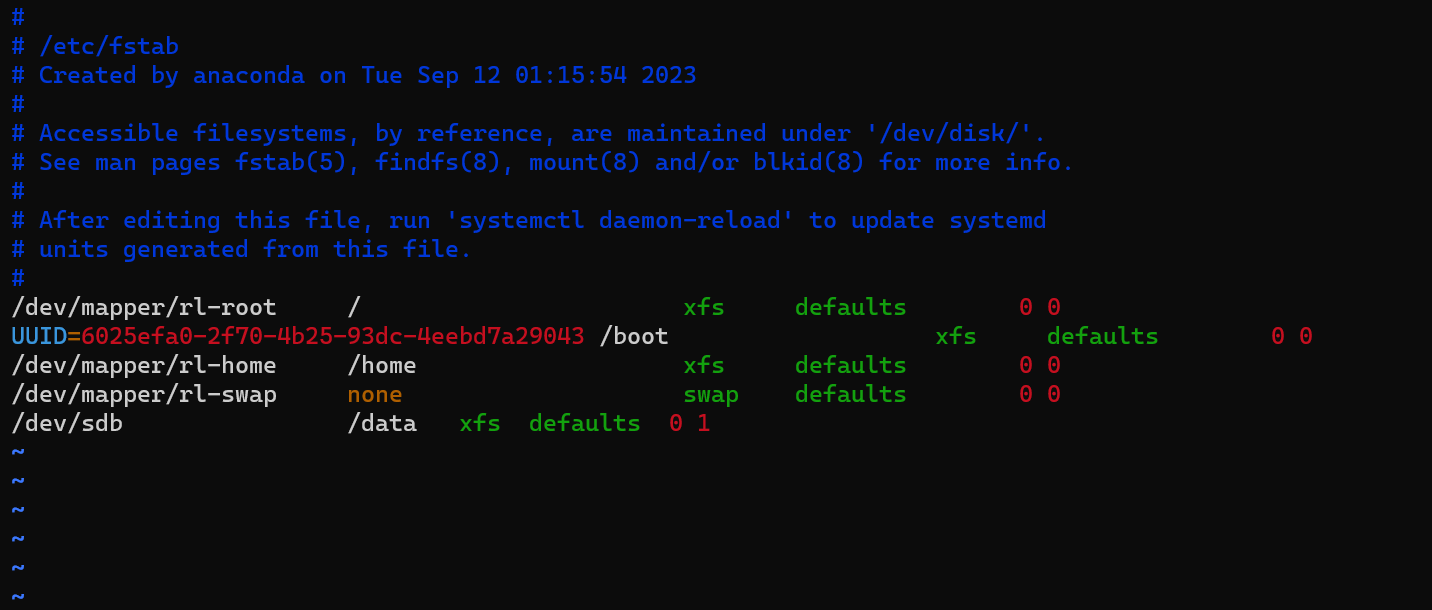 #
# /etc/fstab
# Created by anaconda on Tue Sep 12 01:15:54 2023
#
# Accessible filesystems, by reference, are maintained under '/dev/disk/'.
# See man pages fstab(5), findfs(8), mount(8) and/or blkid(8) for more info.
#
# After editing this file, run 'systemctl daemon-reload' to update systemd
# units generated from this file.
#
/dev/mapper/rl-root     /                       xfs     defaults        0 0
UUID=6025efa0-2f70-4b25-93dc-4eebd7a29043 /boot                   xfs     defaults        0 0
/dev/mapper/rl-home     /home                   xfs     defaults        0 0
/dev/mapper/rl-swap     none                    swap    defaults        0 0
/dev/sdb                /data   xfs  defaults  0 1
~
~
~
~
~
~